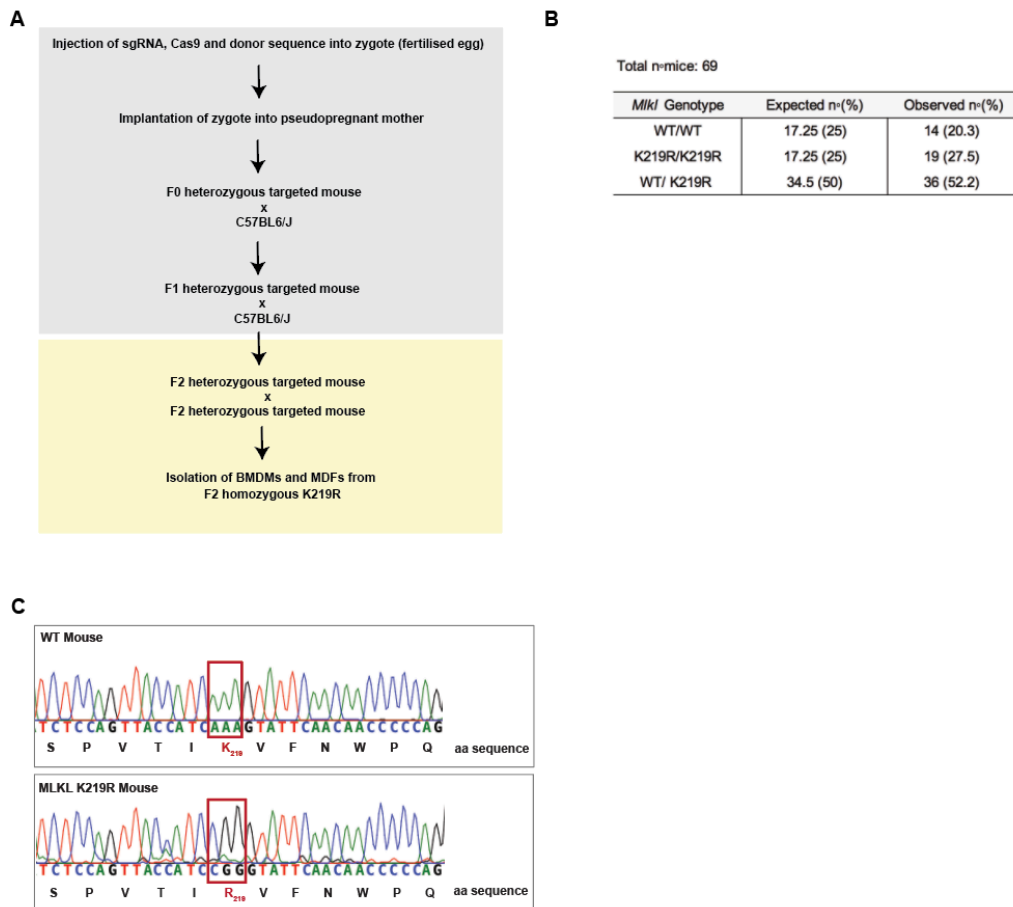 A
Injection of sgRNA, Cas9 and donor sequence into zygote (fertilised egg)
Implantation of zygote into pseudopregnant mother
F0 heterozygous targeted mouse
x
C57BL6/J
F1 heterozygous targeted mouse
x
C57BL6/J
F2 heterozygous targeted mouse
x
F2 heterozygous targeted mouse
Isolation of BMDMs and MDFs from
F2 homozygous K219R
B
Total nºmice: 69
Mlkl Genotype Expected nº(%) Observed nº(%)
WT/WT 17.25 (25) 14 (20.3)
K219R/K219R 17.25 (25) 19 (27.5)
WT/ K219R 34.5 (50) 36 (52.2)
C
WT Mouse
TCTCCAGTTACCATCAAAGTATTCAACAACCCCCAG
S P V T I K219 V F N W P Q aa sequence
MLKL K219R Mouse
TCTCCAGTTACCATCCGGGTATTCAACAACCCCCAG
S P V T I R219 V F N W P Q aa sequence